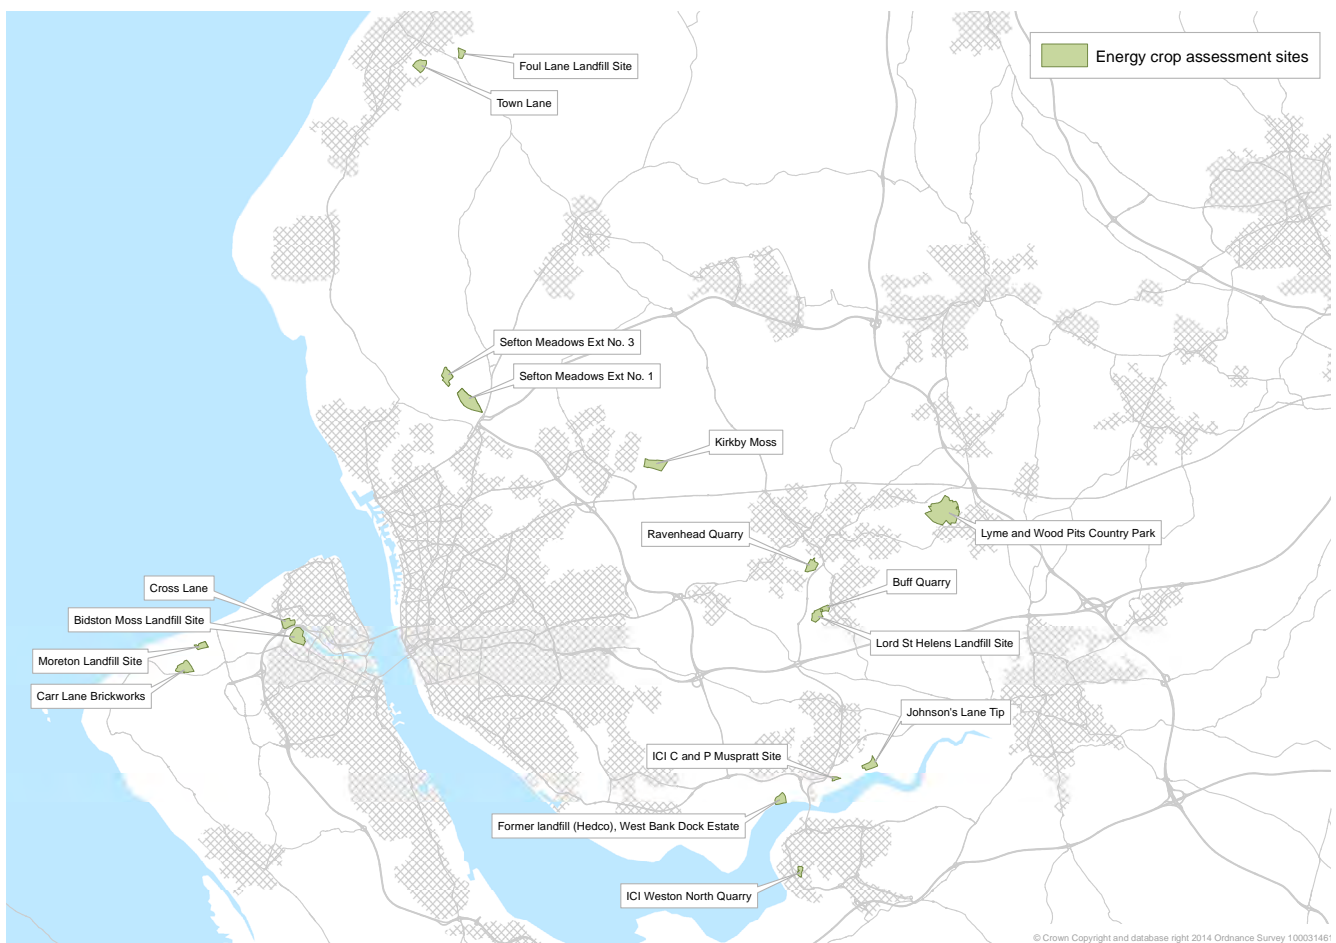 Foul Lane Landfill Site
Energy crop assessment sites
Town Lane
Sefton Meadows Ext No. 3
Sefton Meadows Ext No. 1
Kirkby Moss
Ravenhead Quarry
Lyme and Wood Pits Country Park
Cross Lane
Buff Quarry
Bidston Moss Landfill Site
Lord St Helens Landfill Site
Moreton Landfill Site
Carr Lane Brickworks
Johnson's Lane Tip
ICI C and P Muspratt Site
Former landfill (Hedco), West Bank Dock Estate
ICI Weston North Quarry
© Crown Copyright and database right 2014 Ordnance Survey 100031461